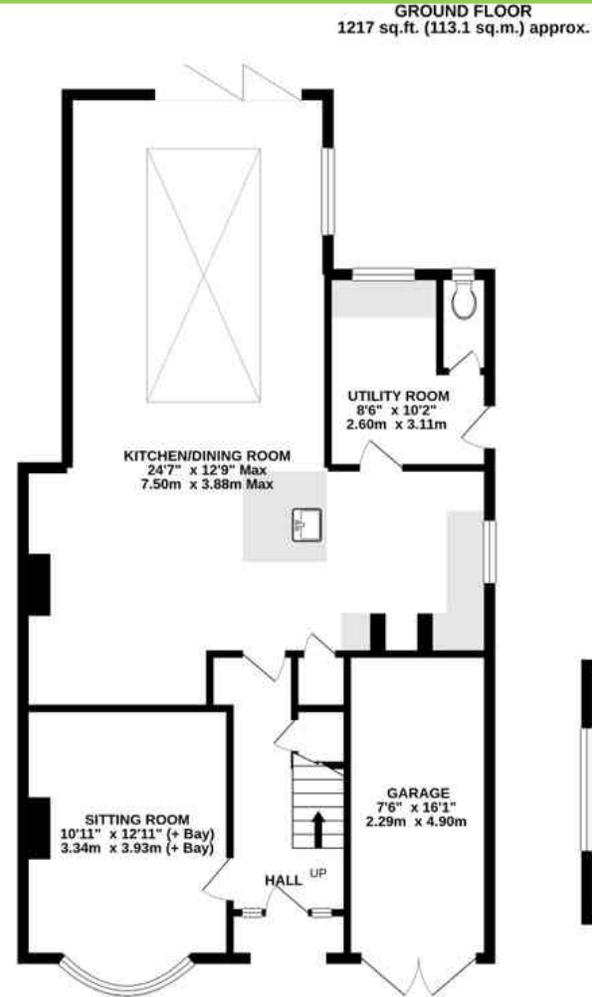 GROUND FLOOR
1217 sq.ft. (113.1 sq.m.) approx.
UTILITY ROOM
8'6" x 10'2"
2.60m x 3.11m
KITCHEN/DINING ROOM
24'7" x 12'9" Max
7.50m x 3.88m Max
GARAGE
7'6" x 16'1"
2.29m x 4.90m
SITTING ROOM
10'11" x 12'11" (+ Bay)
3.34m x 3.93m (+ Bay)
HALL
UP